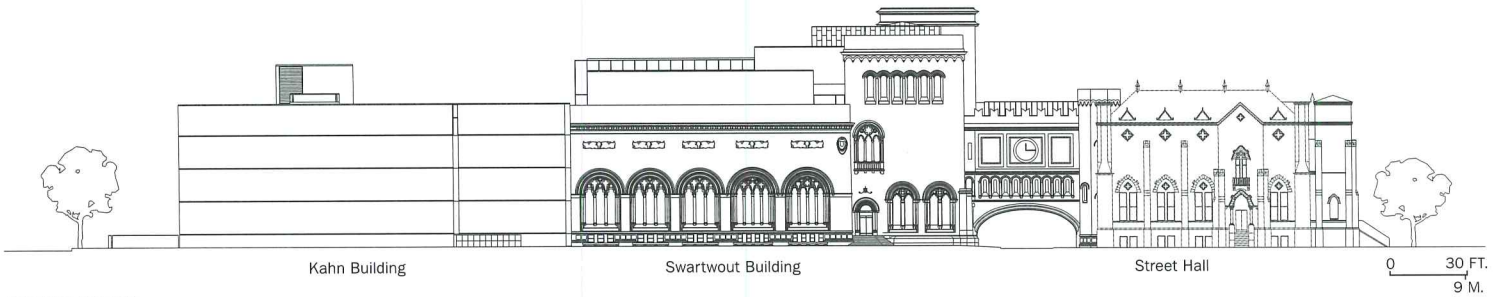 Kahn Building
Swartwout Building
Street Hall
0 30 FT.
9 M.